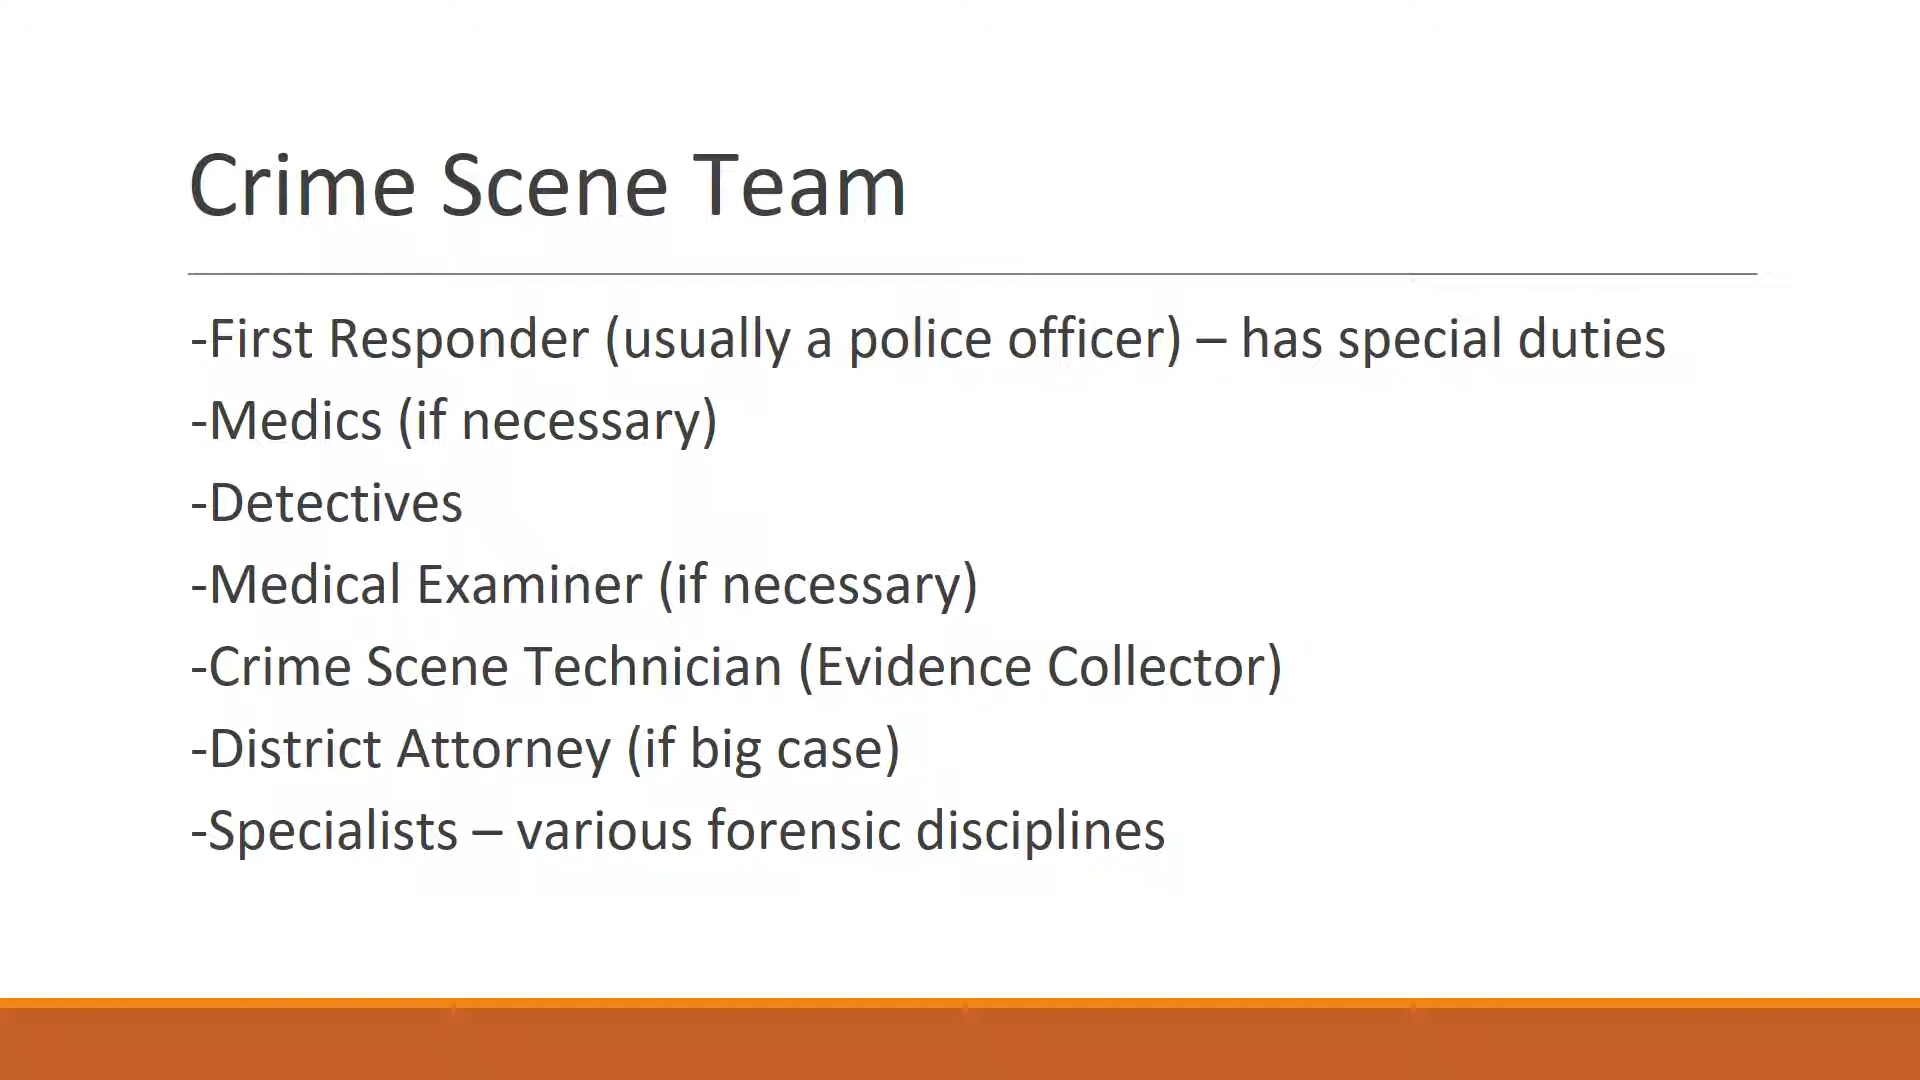 Crime Scene Team
-First Responder (usually a police officer) – has special duties
-Medics (if necessary)
-Detectives
-Medical Examiner (if necessary)
-Crime Scene Technician (Evidence Collector)
-District Attorney (if big case)
-Specialists – various forensic disciplines